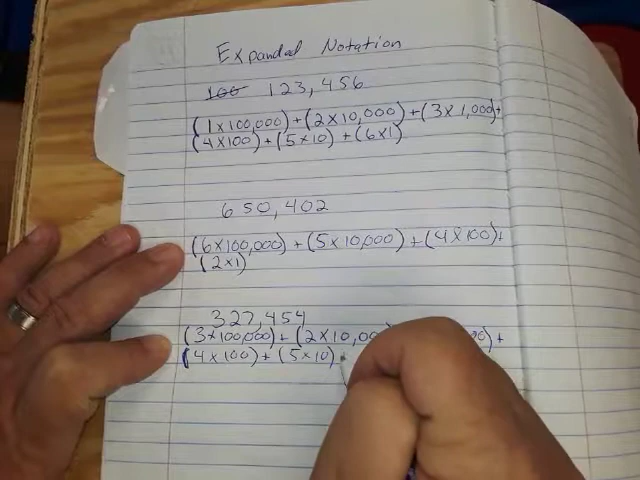 Expanded Notation
100 123,456
(1x100,000)+(2x10,000)+(3x1,000)+
(4x100)+(5x10)+(6x1)
650,402
(6x100,000)+(5x10,000)+(4x100)+
(2x1)
327,454
(3x100,000)+(2x10,00 00)+
(4x100)+(5x10)